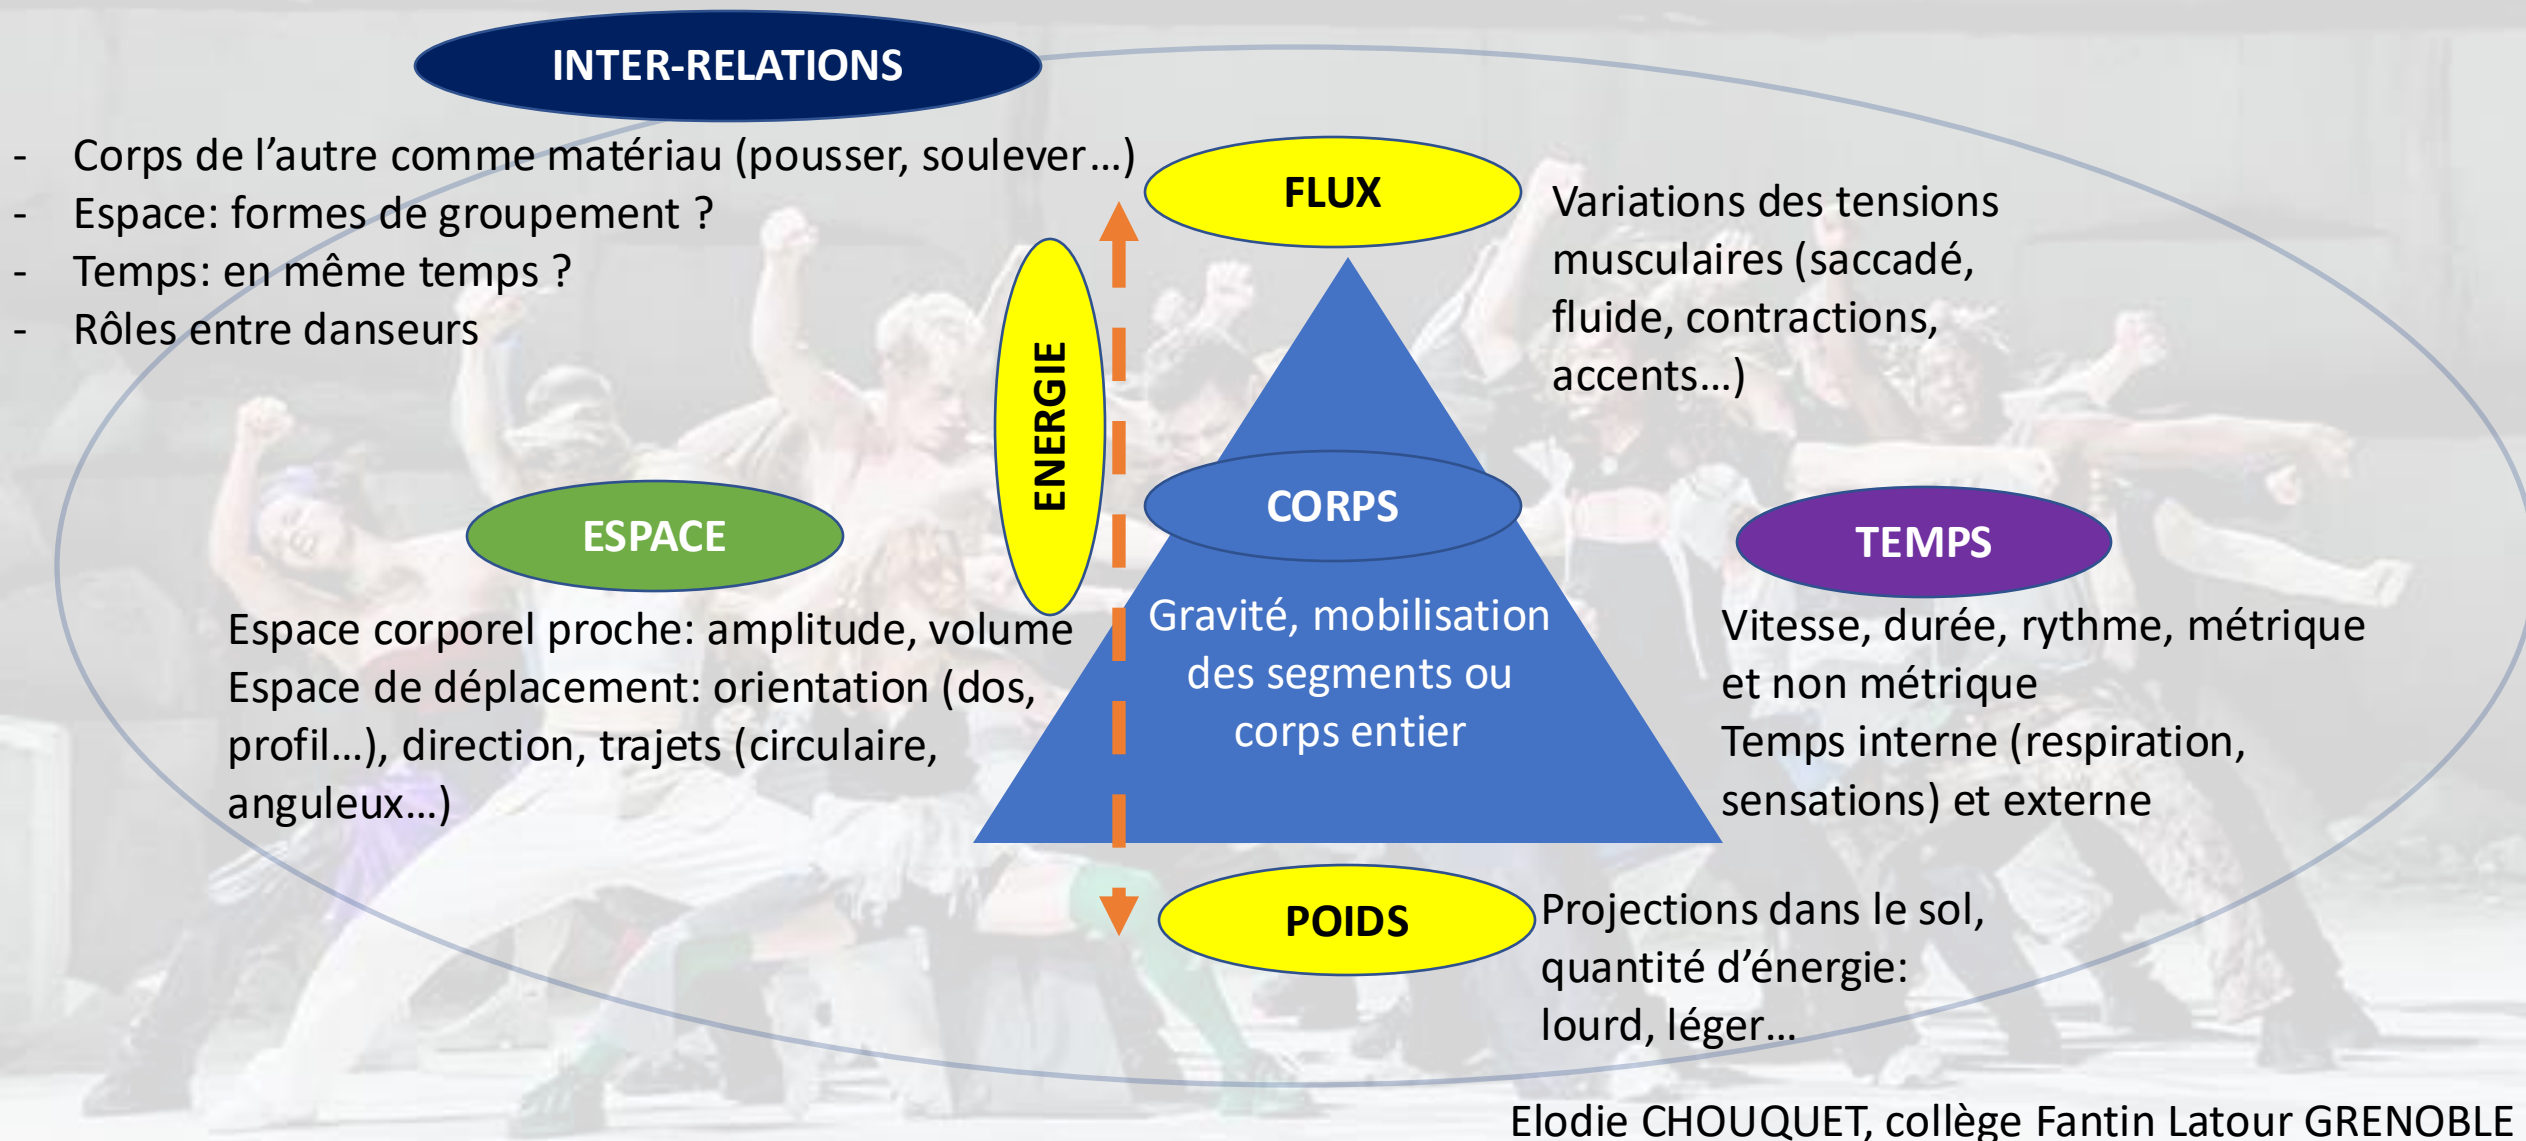 INTER-RELATIONS
- Corps de l'autre comme matériau (pousser, soulever…)
- Espace: formes de groupement ?
- Temps: en même temps ?
- Rôles entre danseurs
FLUX
Variations des tensions
musculaires (saccadé,
fluide, contractions,
accents…)
ENERGIE
ESPACE
Espace corporel proche: amplitude, volume
Espace de déplacement: orientation (dos,
profil…), direction, trajets (circulaire,
anguleux…)
CORPS
Gravité, mobilisation
des segments ou
corps entier
TEMPS
Vitesse, durée, rythme, métrique
et non métrique
Temps interne (respiration,
sensations) et externe
POIDS
Projections dans le sol,
quantité d'énergie:
lourd, léger…
Elodie CHOUQUET, collège Fantin Latour GRENOBLE